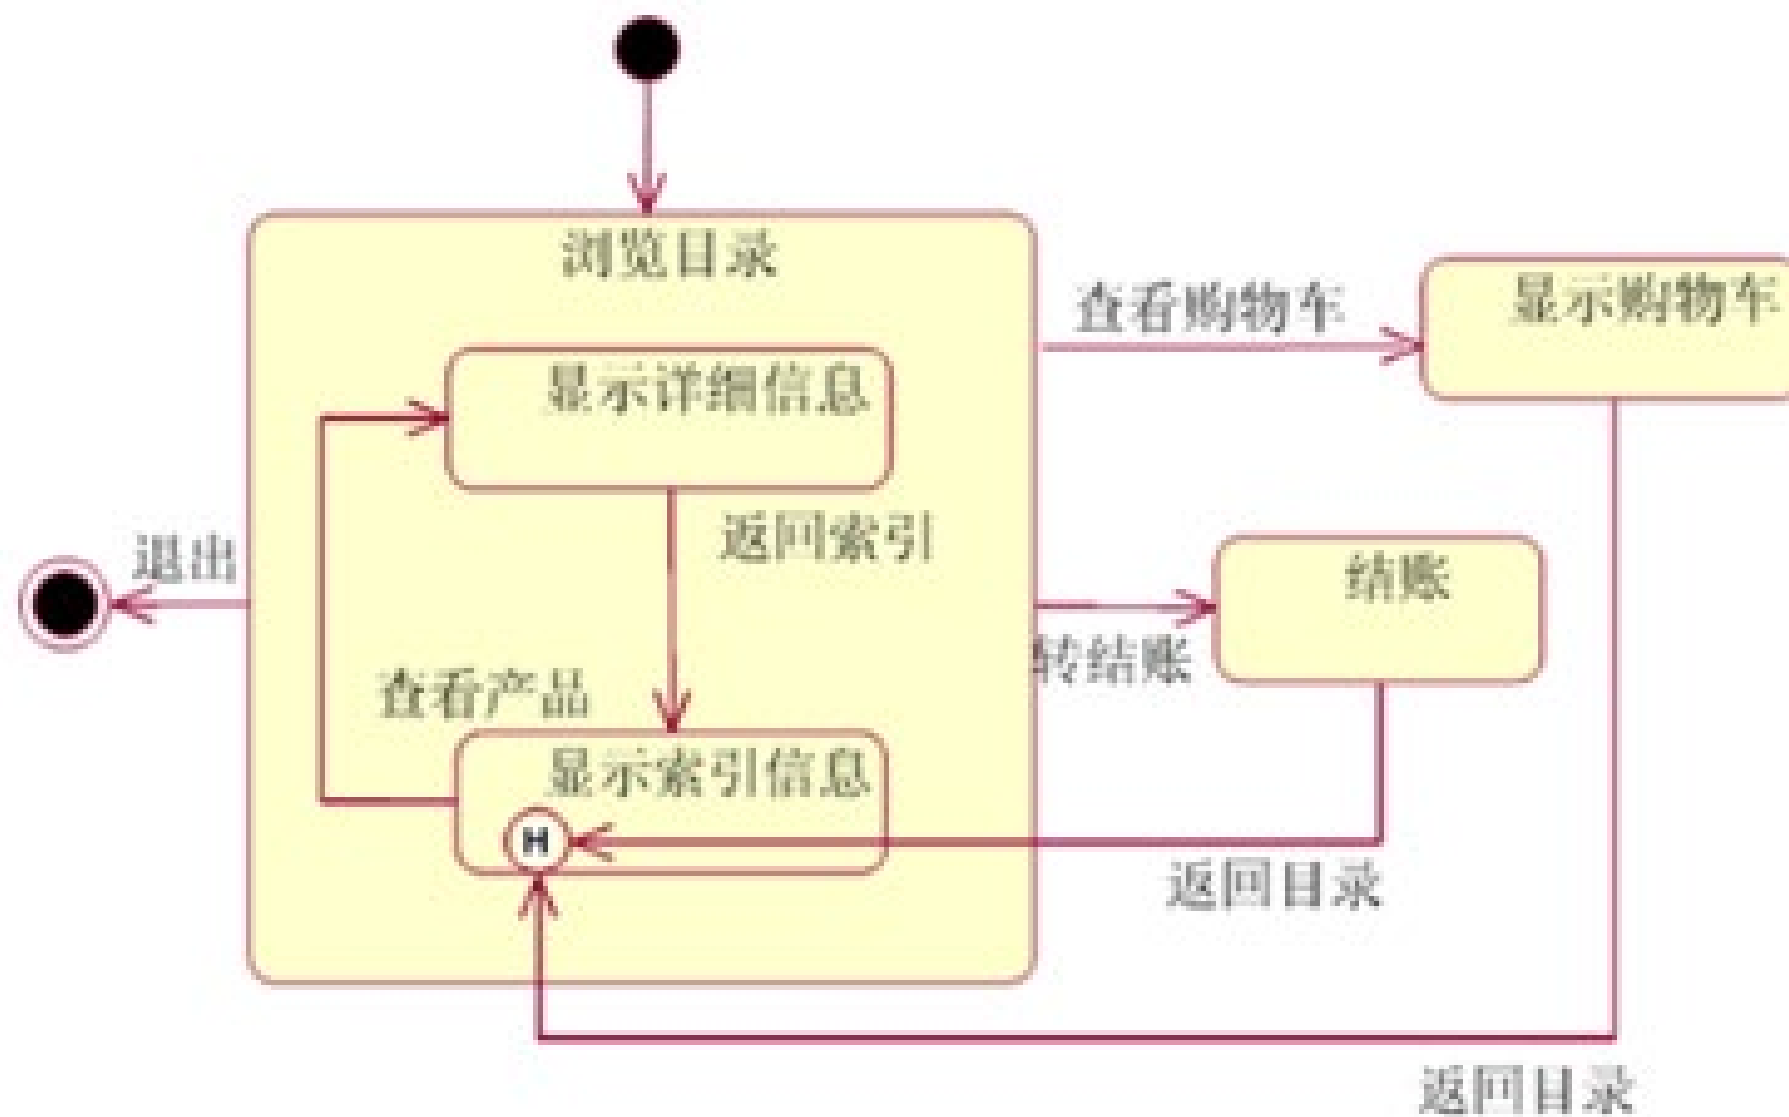 浏览目录
查看购物车
显示购物车
显示详细信息
返回索引
退出
结账
转结账
查看产品
显示索引信息
H
返回目录
返回目录